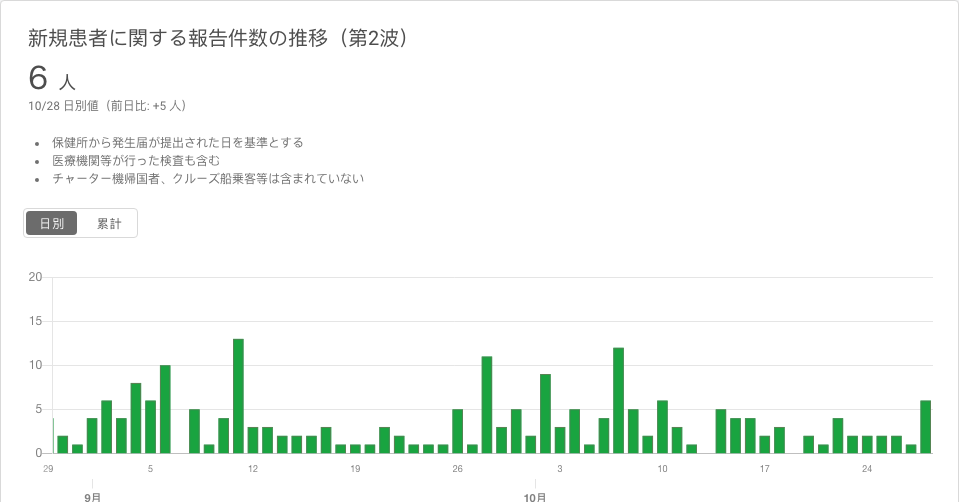 新規患者に関する報告件数の推移（第2波）
6 人
10/28 日別値（前日比: +5 人）
保健所から発生届が提出された日を基準とする
医療機関等が行った検査も含む
チャーター機帰国者、クルーズ船乗客等は含まれていない
日別 累計
20
15
10
5
0
29 5 12 19 26 3 10 17 24
9月 10月